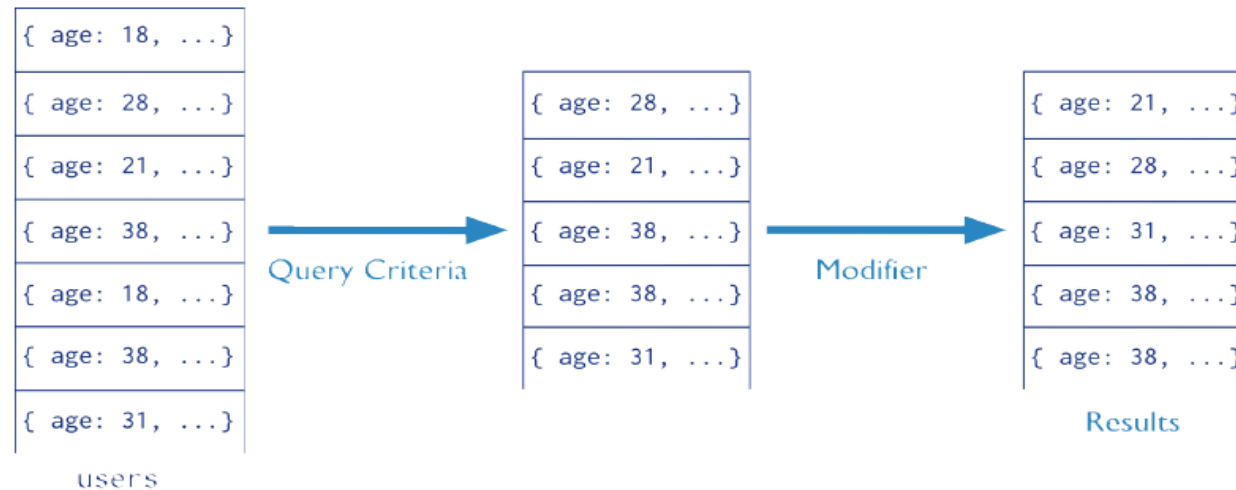 { age: 18, ...}
{ age: 28, ...}
{ age: 21, ...}
{ age: 38, ...}
{ age: 18, ...}
{ age: 38, ...}
{ age: 31, ...}
users
Query Criteria
{ age: 28, ...}
{ age: 21, ...}
{ age: 38, ...}
{ age: 38, ...}
{ age: 31, ...}
Modifier
{ age: 21, ...}
{ age: 28, ...}
{ age: 31, ...}
{ age: 38, ...}
{ age: 38, ...}
Results